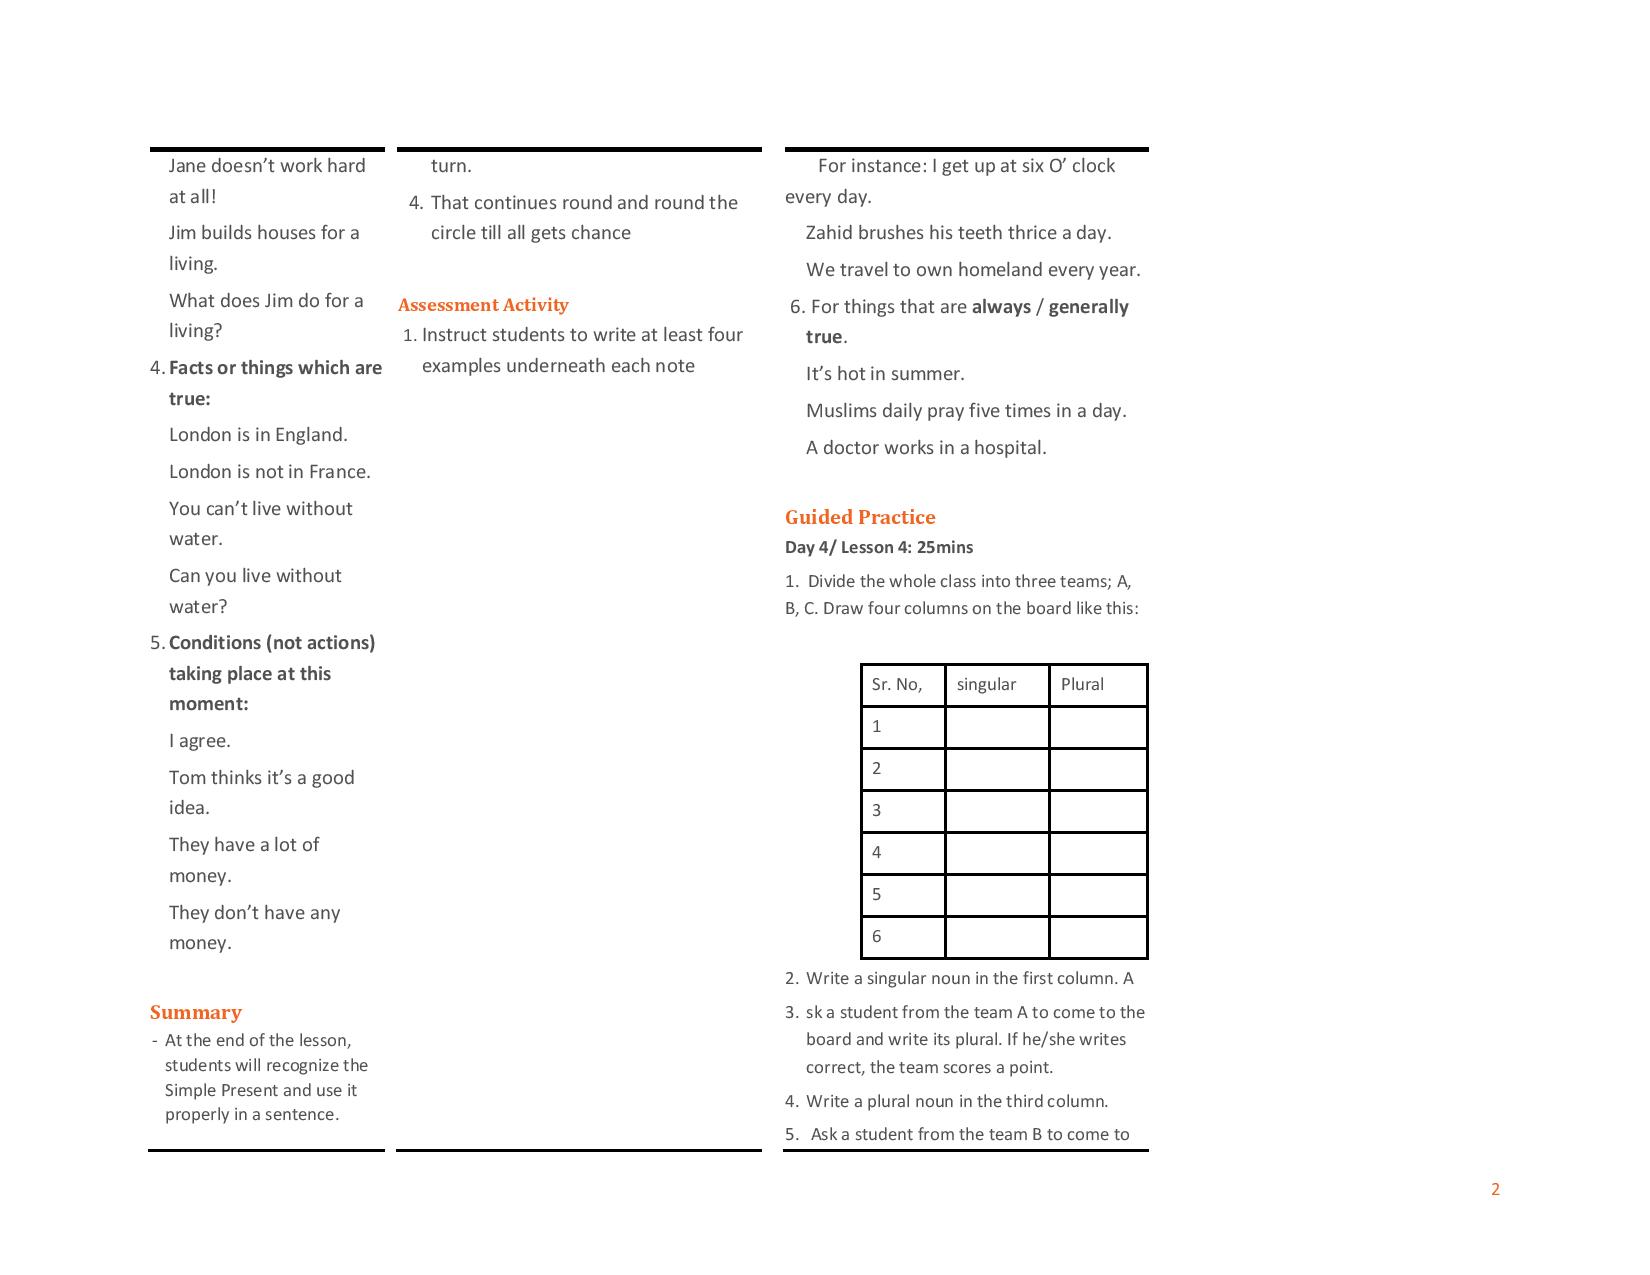 Jane doesn’t work hard
at all!
Jim builds houses for a
living.
What does Jim do for a
living?
4. Facts or things which are
true:
London is in England.
London is not in France.
You can’t live without
water.
Can you live without
water?
5. Conditions (not actions)
taking place at this
moment:
I agree.
Tom thinks it’s a good
idea.
They have a lot of
money.
They don’t have any
money.
Summary
- At the end of the lesson,
students will recognize the
Simple Present and use it
properly in a sentence.
turn.
4. That continues round and round the
circle till all gets chance
Assessment Activity
1. Instruct students to write at least four
examples underneath each note
For instance: I get up at six O’ clock
every day.
Zahid brushes his teeth thrice a day.
We travel to own homeland every year.
6. For things that are always / generally
true.
It’s hot in summer.
Muslims daily pray five times in a day.
A doctor works in a hospital.
Guided Practice
Day 4/ Lesson 4: 25mins
1. Divide the whole class into three teams; A,
B, C. Draw four columns on the board like this:
Sr. No, singular Plural
1
2
3
4
5
6
2. Write a singular noun in the first column. A
3. sk a student from the team A to come to the
board and write its plural. If he/she writes
correct, the team scores a point.
4. Write a plural noun in the third column.
5. Ask a student from the team B to come to
2